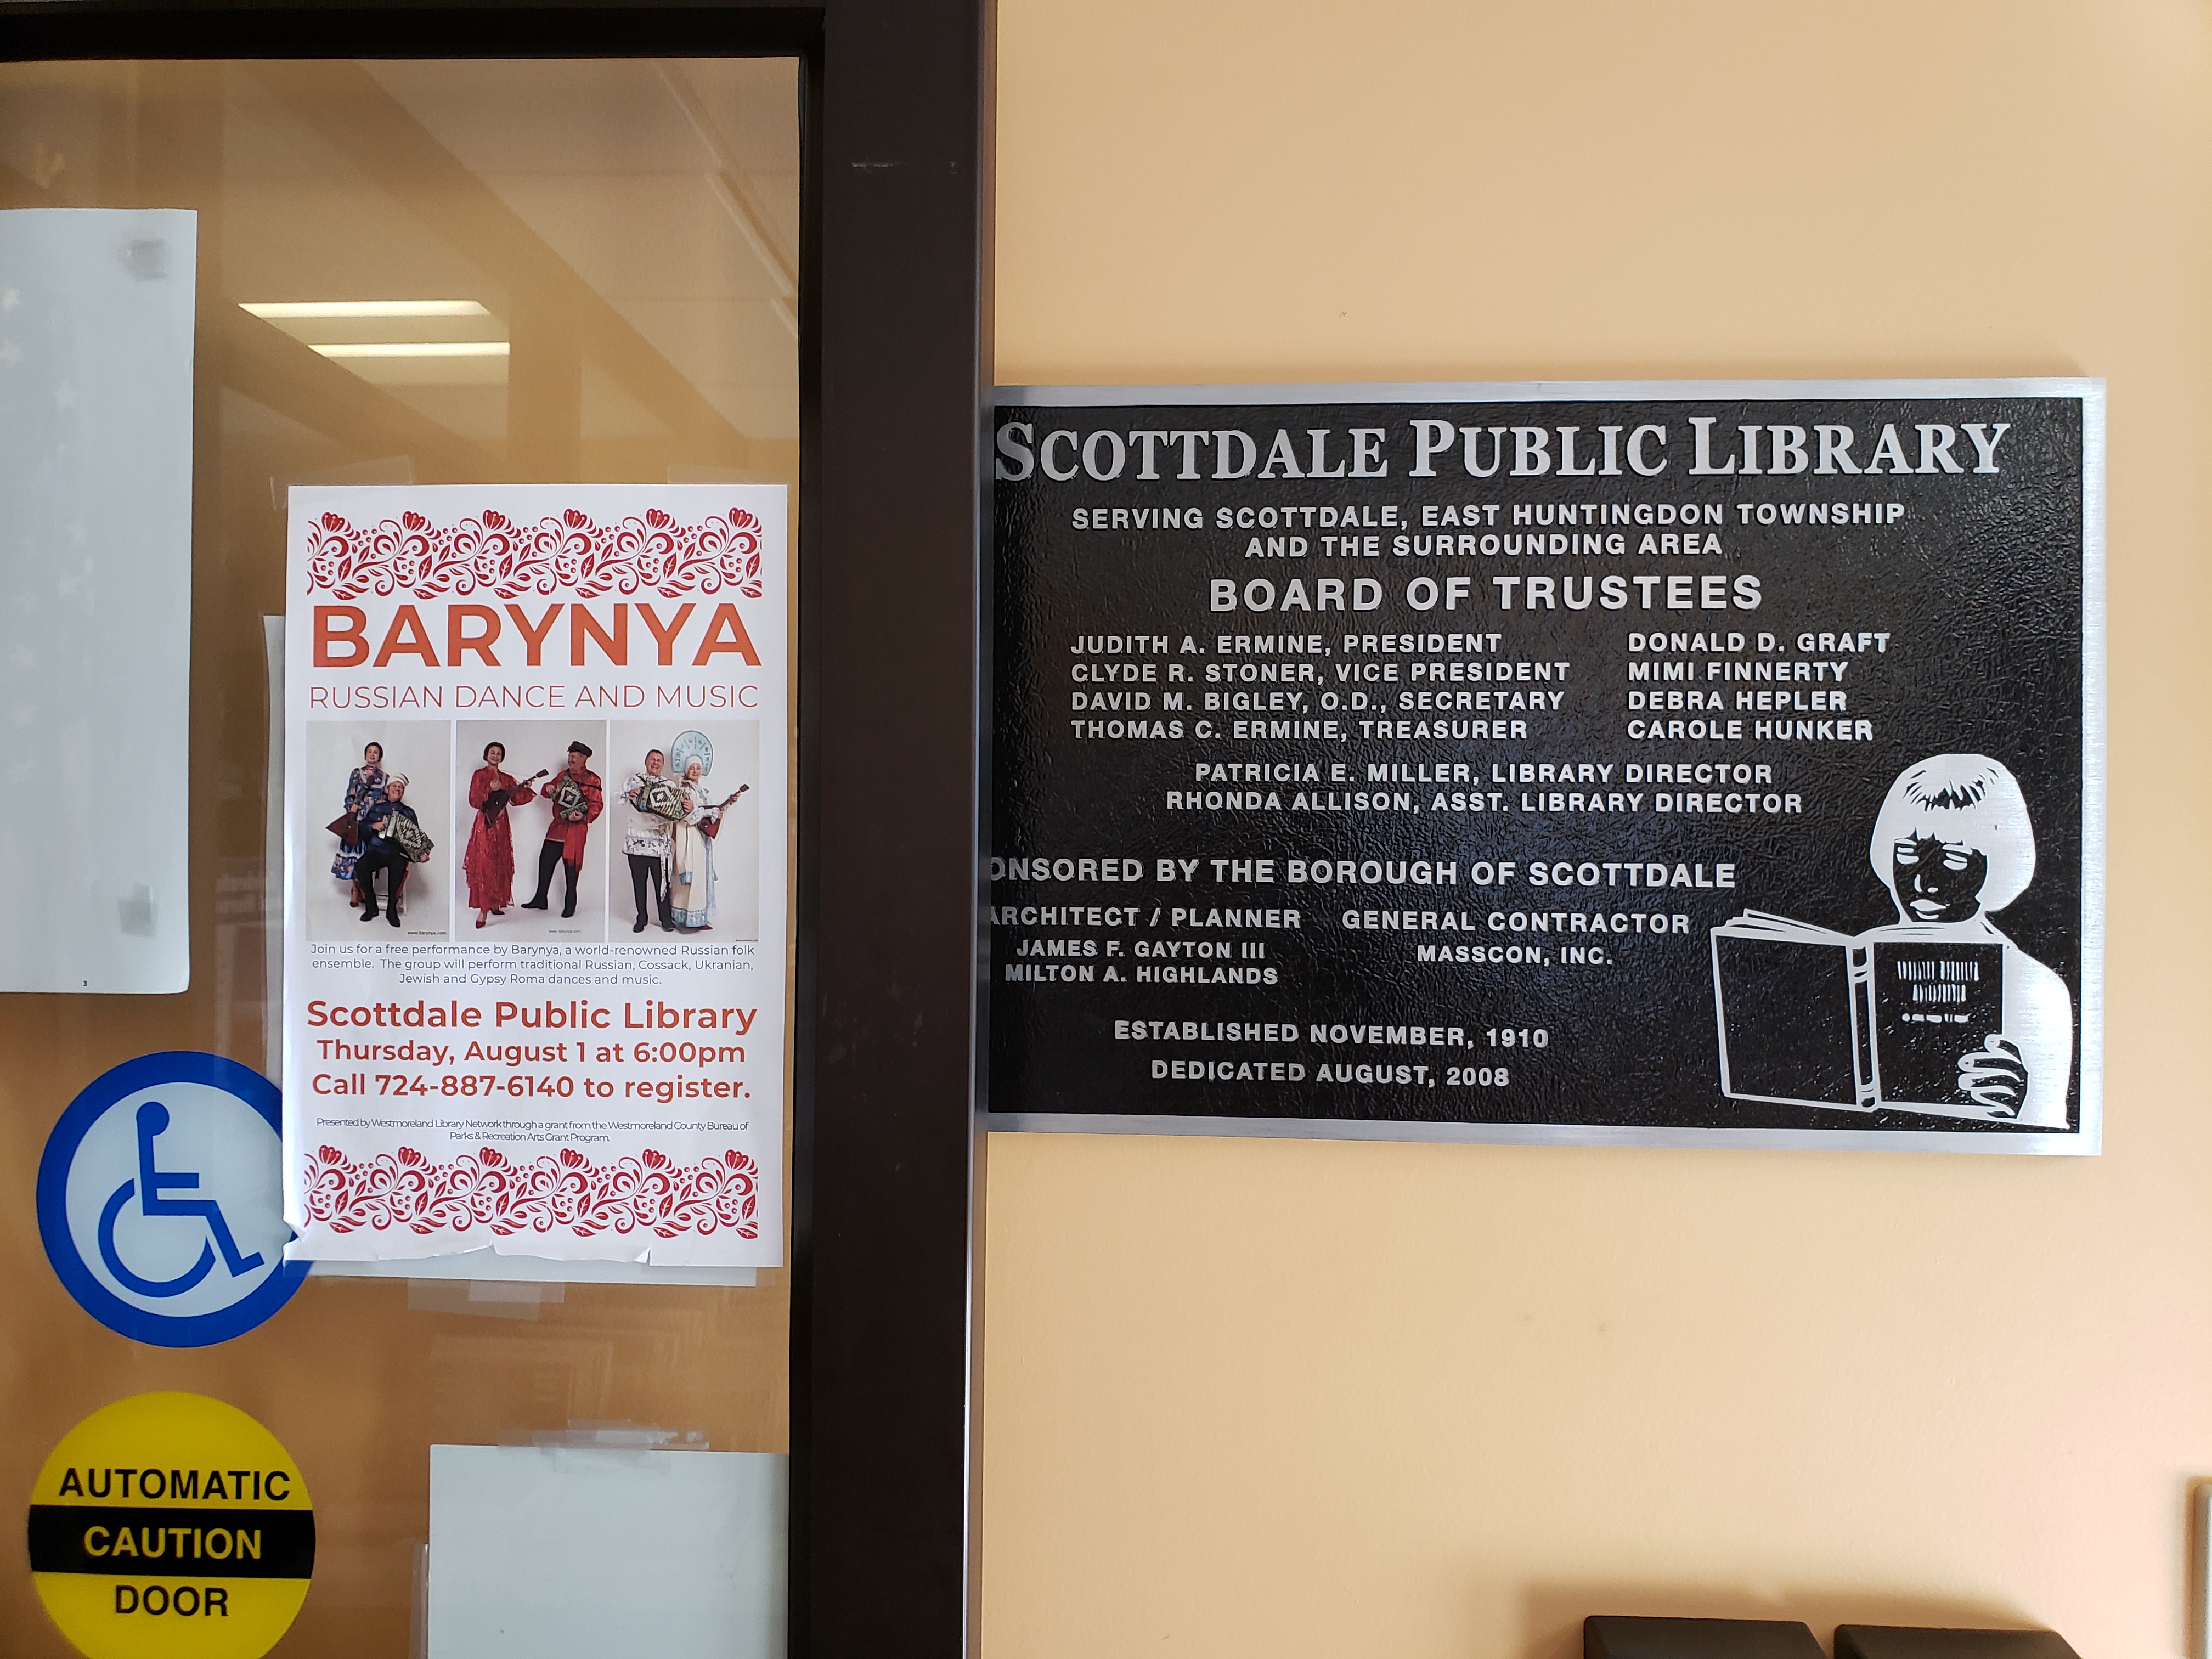 BARYNYA
RUSSIAN DANCE AND MUSIC
www.barynya.com
Join us for a free performance by Barynya, a world-renowned Russian folk
ensemble. The group will perform traditional Russian, Cossack, Ukranian,
Jewish and Gypsy Roma dances and music.
Scottdale Public Library
Thursday, August 1 at 6:00pm
Call 724-887-6140 to register.
Presented by Westmoreland Library Network through a grant from the Westmoreland County Bureau of
Parks & Recreation Arts Grant Program.
3
AUTOMATIC
CAUTION
DOOR
SCOTTDALE PUBLIC LIBRARY
SERVING SCOTTDALE, EAST HUNTINGDON TOWNSHIP
AND THE SURROUNDING AREA
BOARD OF TRUSTEES
JUDITH A. ERMINE, PRESIDENT DONALD D. GRAFT
CLYDE R. STONER, VICE PRESIDENT MIMI FINNERTY
DAVID M. BIGLEY, O.D., SECRETARY DEBRA HEPLER
THOMAS C. ERMINE, TREASURER CAROLE HUNKER
PATRICIA E. MILLER, LIBRARY DIRECTOR
RHONDA ALLISON, ASST. LIBRARY DIRECTOR
ONSORED BY THE BOROUGH OF SCOTTDALE
ARCHITECT / PLANNER GENERAL CONTRACTOR
JAMES F. GAYTON III MASSCON, INC.
MILTON A. HIGHLANDS
ESTABLISHED NOVEMBER, 1910
DEDICATED AUGUST, 2008